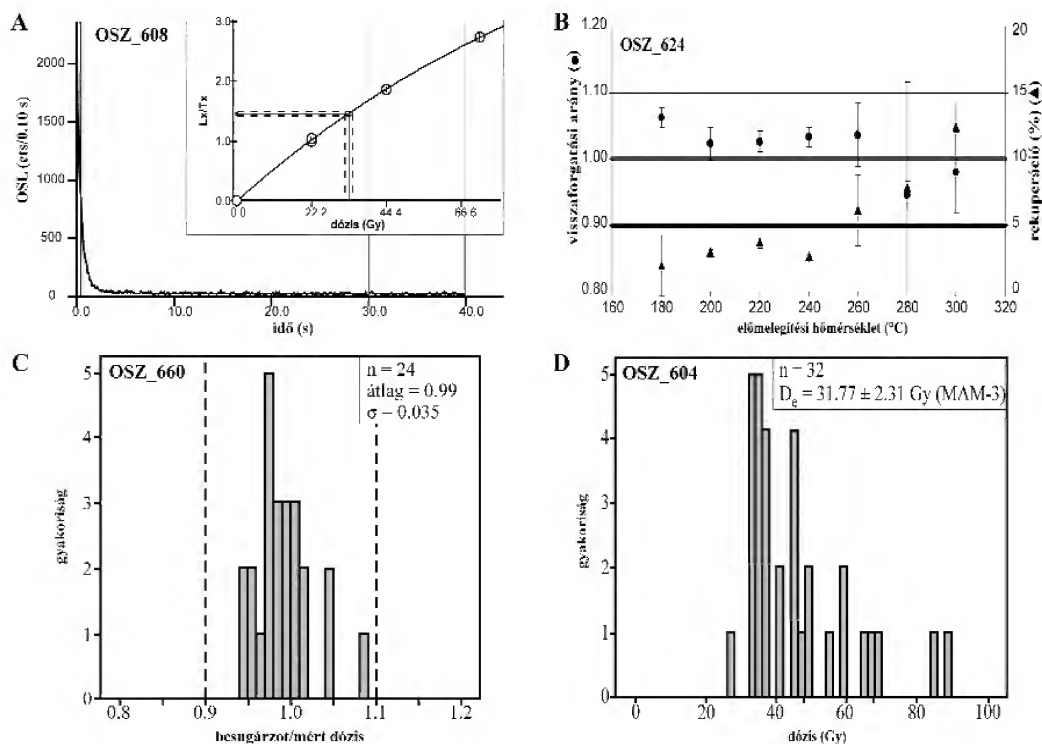 A
OSZ_608
OSL (cts/0.10 s)
2000
1500
1000
500
0
0.0
10.0
20.0
30.0
40.0
idő (s)
Lx/Tx
3.0
2.0
1.0
0
0 0
22 2
44 4
66 6
dózis (Gy)
B
OSZ_624
visszaforgatási arány (●)
1.20
1.10
1.00
0.90
0.80
20
15
10
5
0
rekuperáció (%) (▲)
160
180
200
220
240
260
280
300
320
előmelegítési hőmérséklet (°C)
C
OSZ_660
n = 24
átlag = 0.99
σ = 0.035
gyakoriság
5
4
3
2
1
0
0.8
0.9
1.0
1.1
1.2
besugárzot/mért dózis
D
OSZ_604
n = 32
De = 31.77 ± 2.31 Gy (MAM-3)
gyakoriság
5
4
3
2
1
0
0
20
40
60
80
100
dózis (Gy)